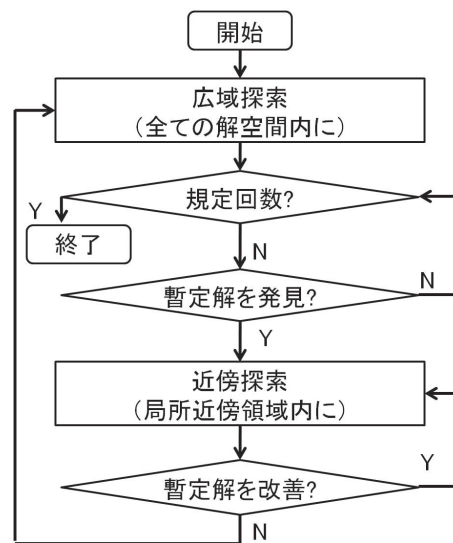 開始
広域探索
(全ての解空間内に)
規定回数?
Y
終了
N
暫定解を発見?
N
Y
近傍探索
(局所近傍領域内に)
Y
暫定解を改善?
N